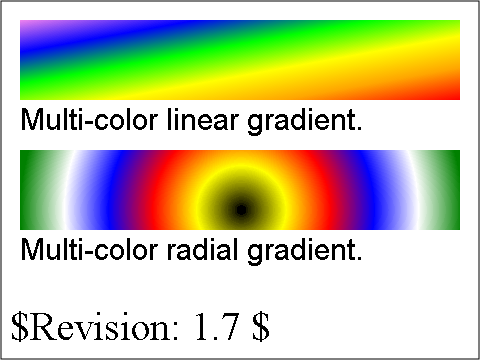 Multi-color linear gradient.
Multi-color radial gradient.
$Revision: 1.7 $